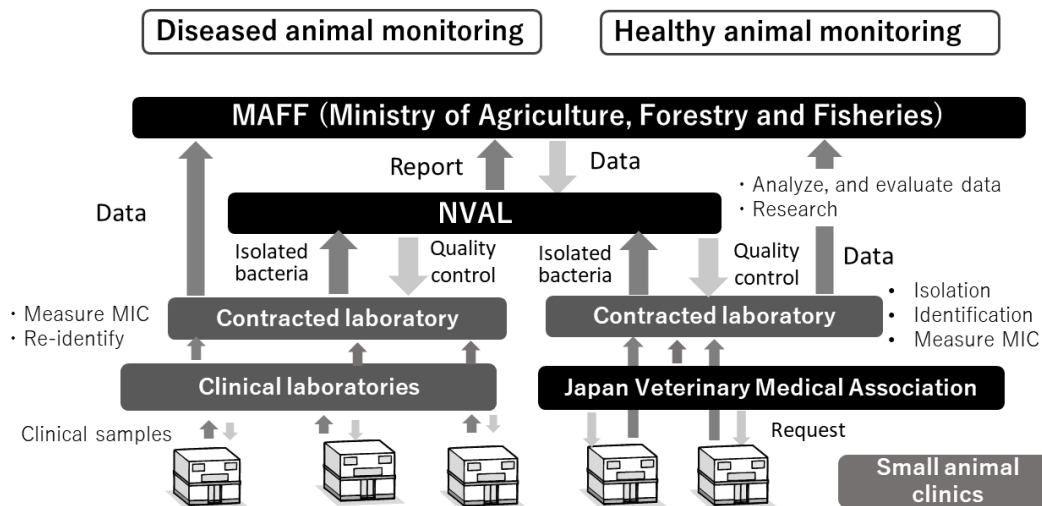 Diseased animal monitoring
Healthy animal monitoring
MAFF (Ministry of Agriculture, Forestry and Fisheries)
Report
Data
・Analyze, and evaluate data
・Research
Data
NVAL
Isolated
bacteria
Quality
control
Isolated
bacteria
Quality
control
Data
・Measure MIC
・Re-identify
Contracted laboratory
Contracted laboratory
• Isolation
• Identification
• Measure MIC
Clinical laboratories
Japan Veterinary Medical Association
Clinical samples
Request
Small animal
clinics